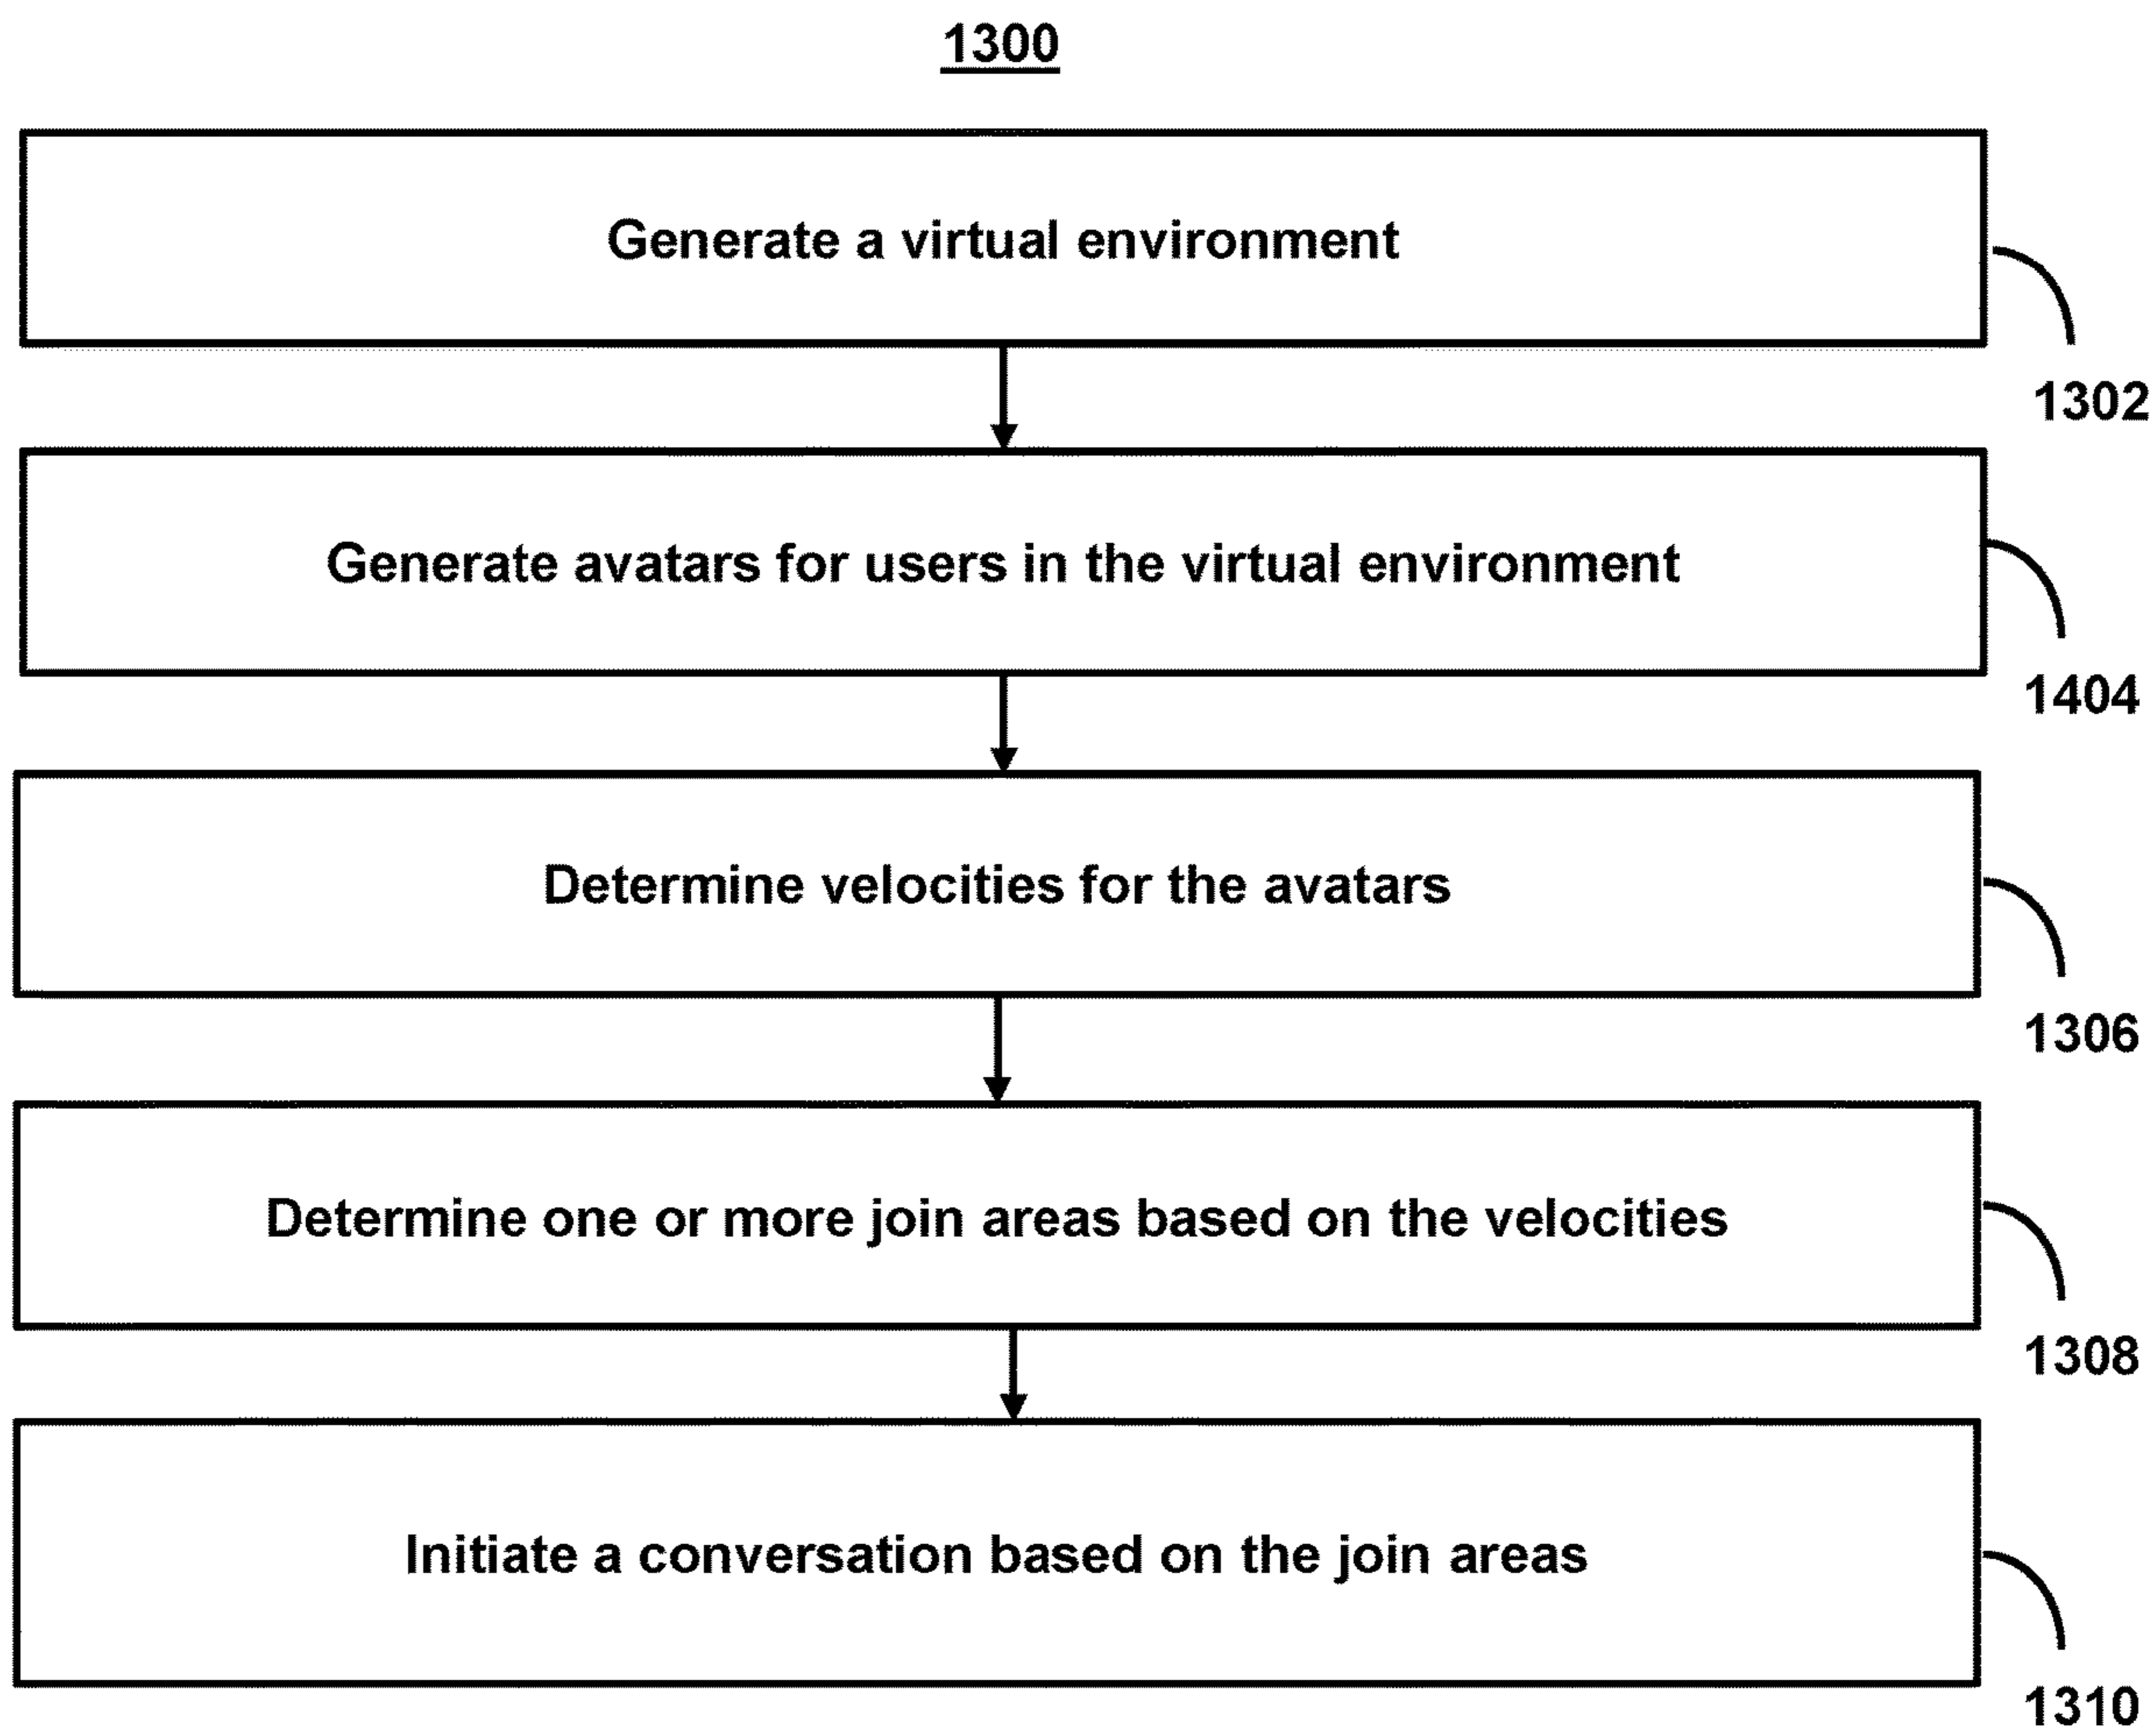 1300
Generate a virtual environment
1302
Generate avatars for users in the virtual environment
1404
Determine velocities for the avatars
1306
Determine one or more join areas based on the velocities
1308
Initiate a conversation based on the join areas
1310